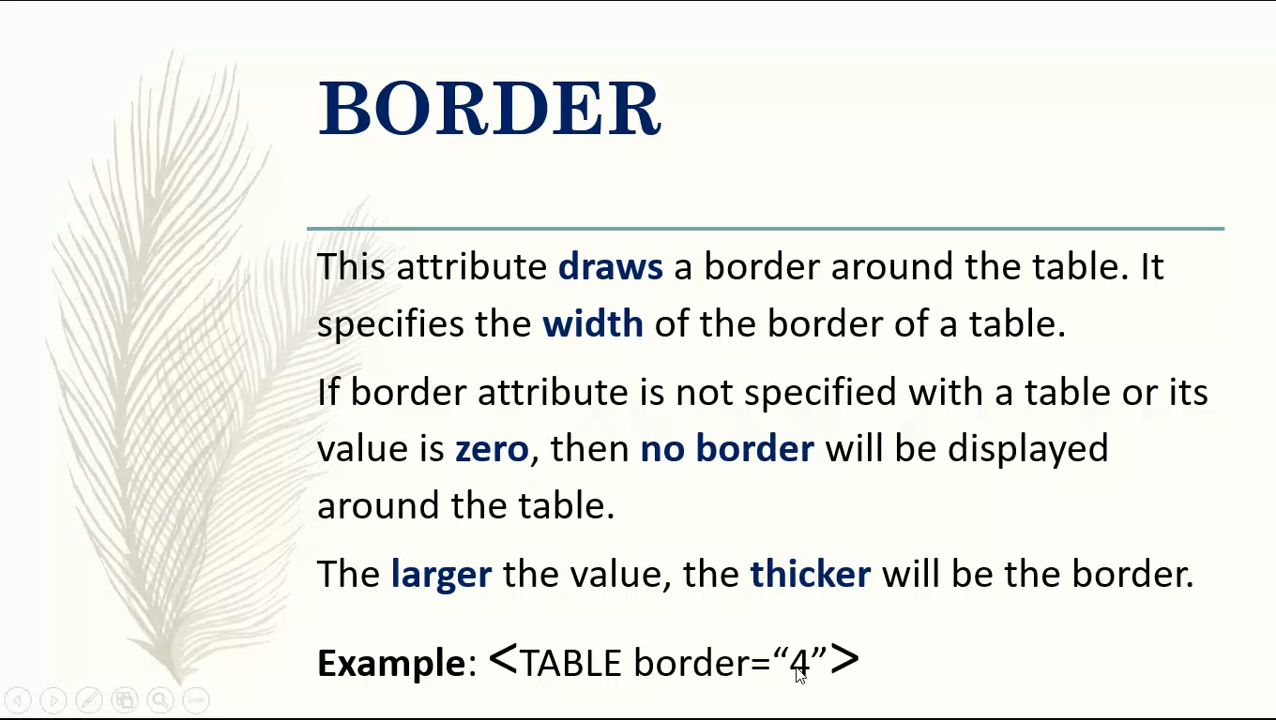 BORDER
This attribute draws a border around the table. It
specifies the width of the border of a table.
If border attribute is not specified with a table or its
value is zero, then no border will be displayed
around the table.
The larger the value, the thicker will be the border.
Example: <TABLE border=“4”>